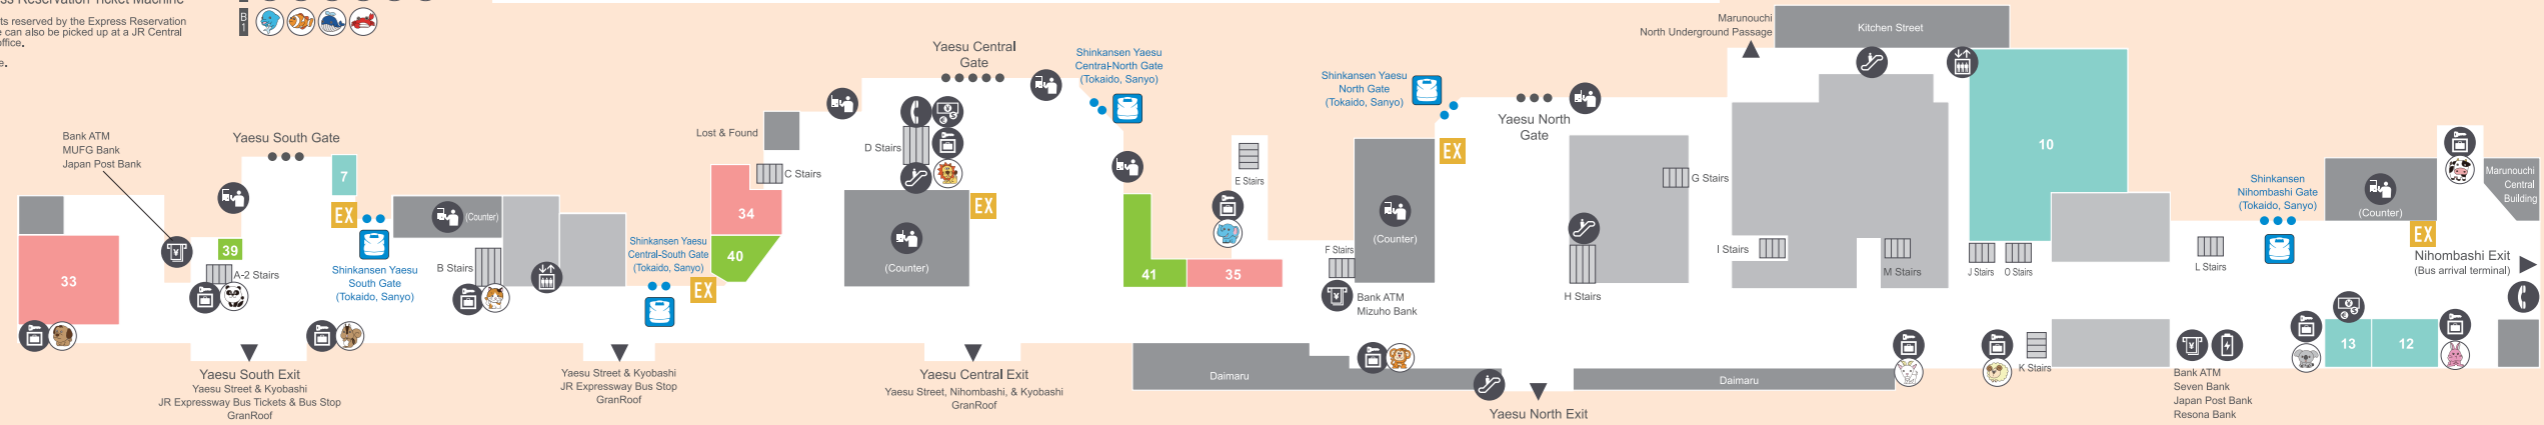 Reservation Ticket Machine
reserved by the Express Reservation
can also be picked up at a JR Central
office.
B
1
Bank ATM
MUFG Bank
Japan Post Bank
Yaesu South Gate
7
EX
(Counter)
33
39
A-2 Stairs
Shinkansen Yaesu
South Gate
(Tokaido, Sanyo)
B Stairs
Yaesu South Exit
Yaesu Street & Kyobashi
JR Expressway Bus Tickets & Bus Stop
GranRoof
Yaesu Street & Kyobashi
JR Expressway Bus Stop
GranRoof
Shinkansen Yaesu
Central-South Gate
(Tokaido, Sanyo)
EX
34
40
Lost & Found
C Stairs
Yaesu Central
Gate
D Stairs
EX
(Counter)
Yaesu Central Exit
Yaesu Street, Nihombashi, & Kyobashi
GranRoof
Shinkansen Yaesu
Central-North Gate
(Tokaido, Sanyo)
41
35
E Stairs
Shinkansen Yaesu
North Gate
(Tokaido, Sanyo)
EX
(Counter)
F Stairs
Bank ATM
Mizuho Bank
Daimaru
Yaesu North
Gate
G Stairs
H Stairs
Yaesu North Exit
Daimaru
Marunouchi
North Underground Passage
Kitchen Street
10
I Stairs
M Stairs
J Stairs
O Stairs
K Stairs
L Stairs
Bank ATM
Seven Bank
Japan Post Bank
Resona Bank
Shinkansen
Nihombashi Gate
(Tokaido, Sanyo)
(Counter)
EX
Marunouchi
Central
Building
Nihombashi Exit
(Bus arrival terminal)
13
12